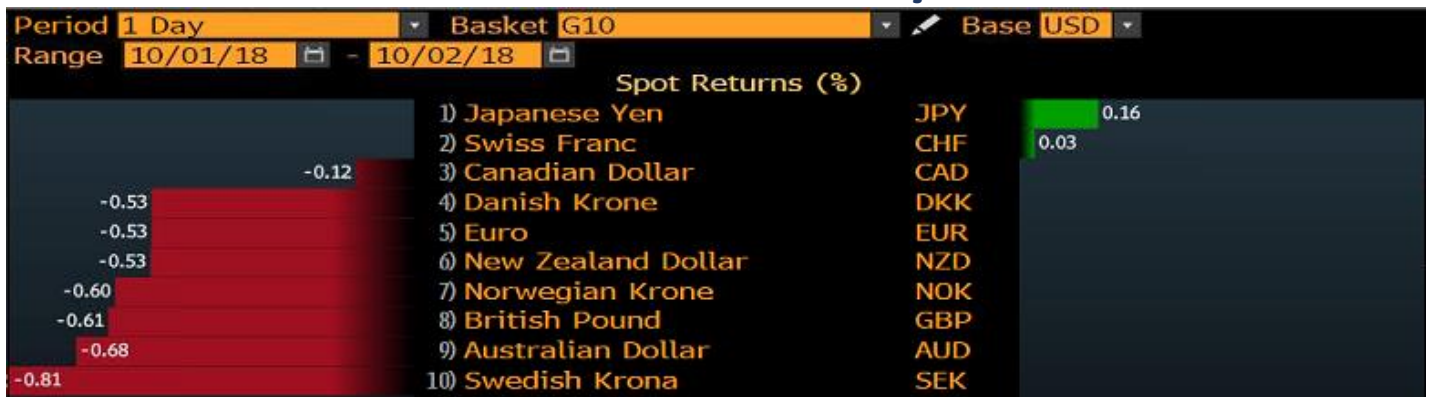 Period 1 Day Basket G10 Base USD
Range 10/01/18 - 10/02/18
Spot Returns (%)
1) Japanese Yen JPY 0.16
2) Swiss Franc CHF 0.03
-0.12 3) Canadian Dollar CAD
-0.53 4) Danish Krone DKK
-0.53 5) Euro EUR
-0.53 6) New Zealand Dollar NZD
-0.60 7) Norwegian Krone NOK
-0.61 8) British Pound GBP
-0.68 9) Australian Dollar AUD
-0.81 10) Swedish Krona SEK